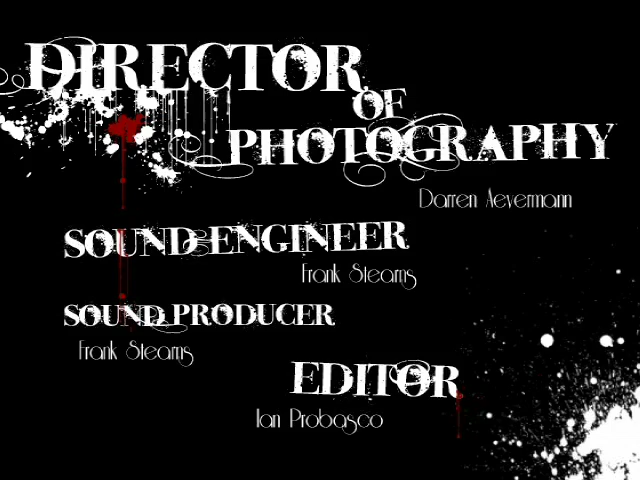 DIRECTOR
OF
PHOTOGRAPHY
Darren Aevermann
SOUND ENGINEER
Frank Stearns
SOUND PRODUCER
Frank Stearns
EDITOR
Ian Probasco